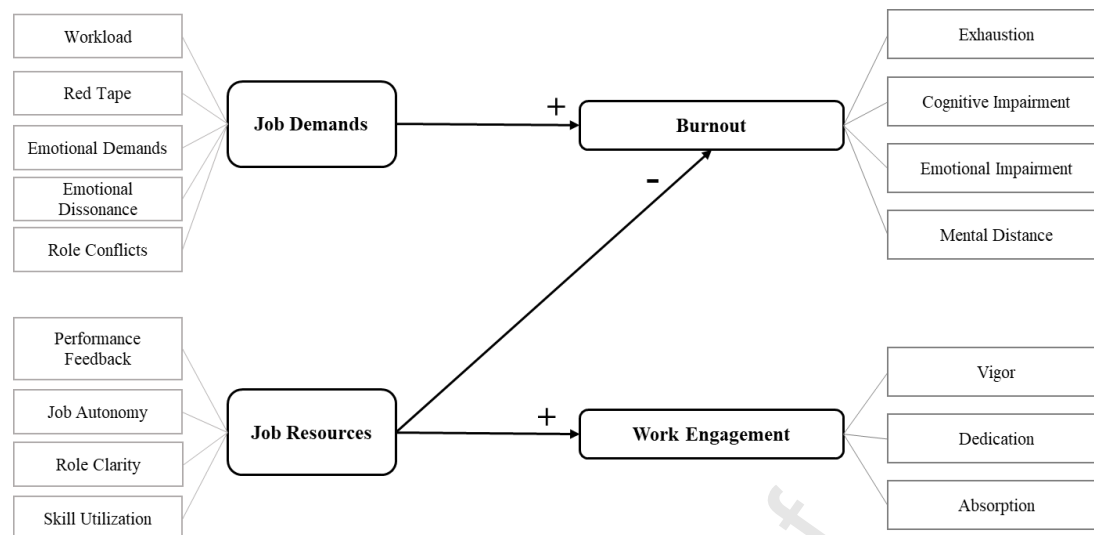 Workload
Red Tape
Emotional Demands
Emotional
Dissonance
Role Conflicts
Job Demands
+
Burnout
-
Exhaustion
Cognitive Impairment
Emotional Impairment
Mental Distance
Performance
Feedback
Job Autonomy
Role Clarity
Skill Utilization
Job Resources
+
Work Engagement
Vigor
Dedication
Absorption
f